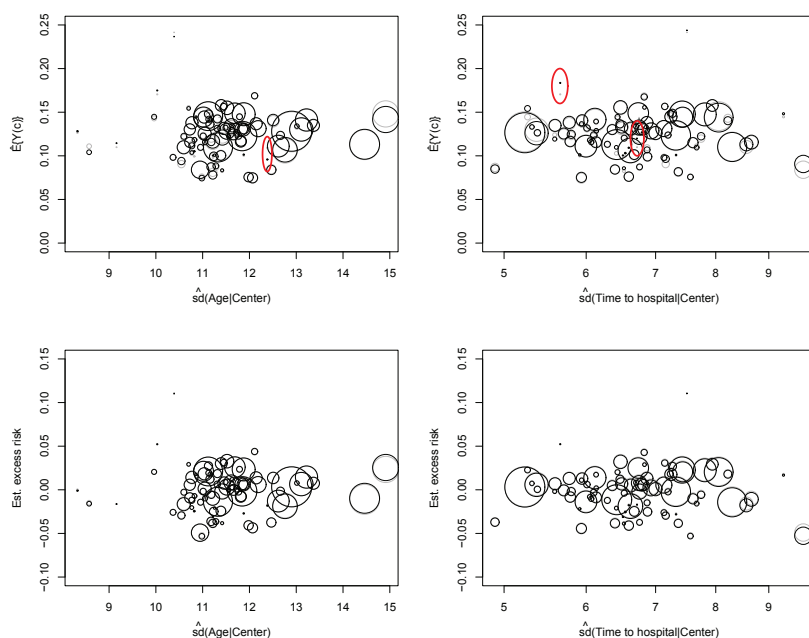 0.25
0.20
0.15
0.10
0.05
0.00
Ê{Y(c)}
9 10 11 12 13 14 15
ŝd(Age|Center)
0.25
0.20
0.15
0.10
0.05
0.00
Ê{Y(c)}
5 6 7 8 9
ŝd(Time to hospital|Center)
0.15
0.10
0.05
0.00
−0.05
−0.10
Est. excess risk
9 10 11 12 13 14 15
ŝd(Age|Center)
0.15
0.10
0.05
0.00
−0.05
−0.10
Est. excess risk
5 6 7 8 9
ŝd(Time to hospital|Center)